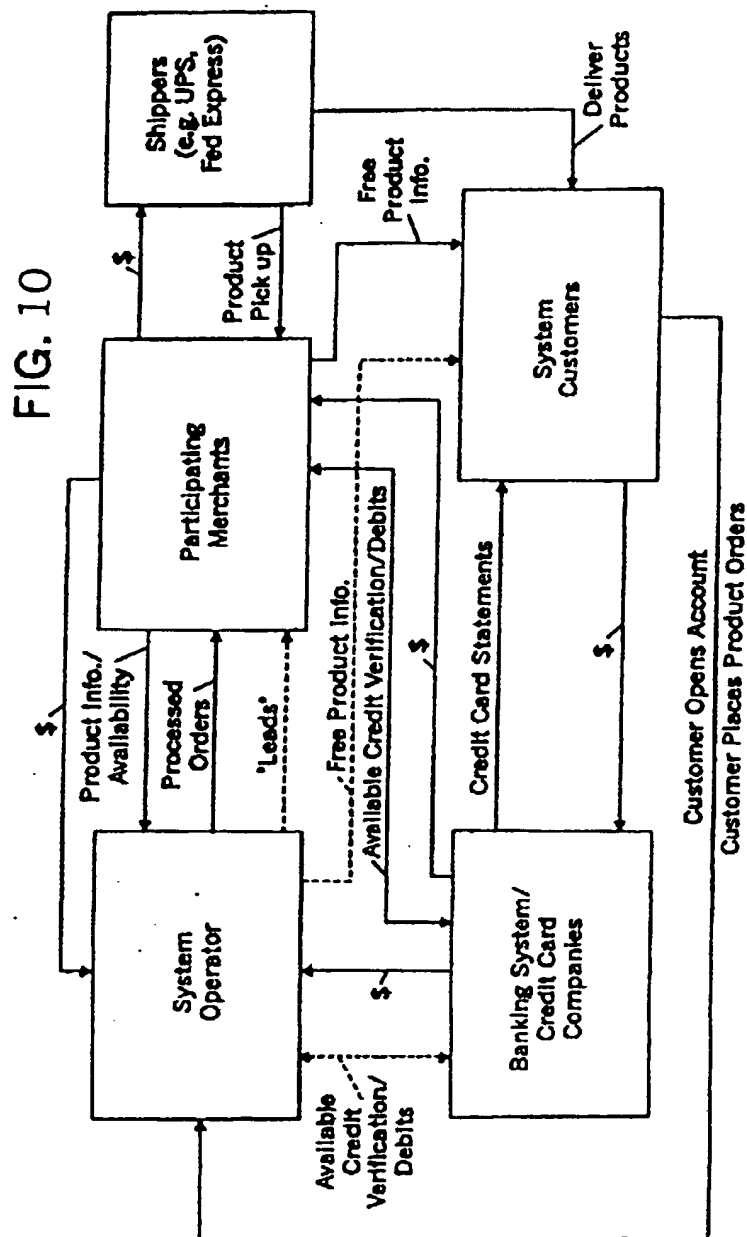 FIG. 10
Shippers
(e.g. UPS,
Fed Express)
$
Product
Pick up
Deliver
Products
Free
Product
Info.
Participating
Merchants
System
Customers
$
Product Info./
Availability
Processed
Orders
"Leads"
Free Product Info.
Available Credit Verification/Debits
$
Credit Card Statements
$
System
Operator
$
Banking System/
Credit Card
Companies
Available
Credit
Verification/
Debits
Customer Opens Account
Customer Places Product Orders